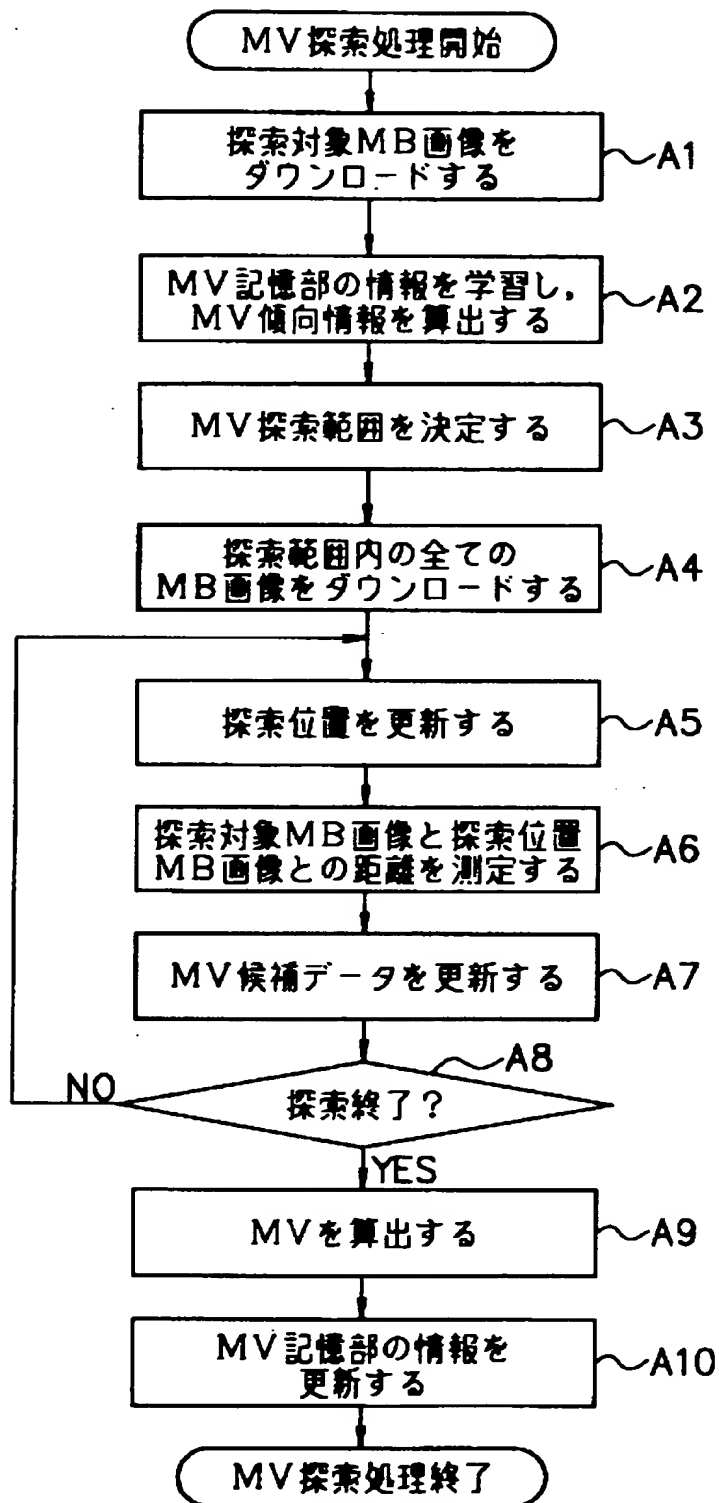 MV探索処理開始
探索対象MB画像を
ダウンロードする
A1
MV記憶部の情報を学習し,
MV傾向情報を算出する
A2
MV探索範囲を決定する
A3
探索範囲内の全ての
MB画像をダウンロードする
A4
探索位置を更新する
A5
探索対象MB画像と探索位置
MB画像との距離を測定する
A6
MV候補データを更新する
A7
A8
NO
探索終了?
YES
MVを算出する
A9
MV記憶部の情報を
更新する
A10
MV探索処理終了